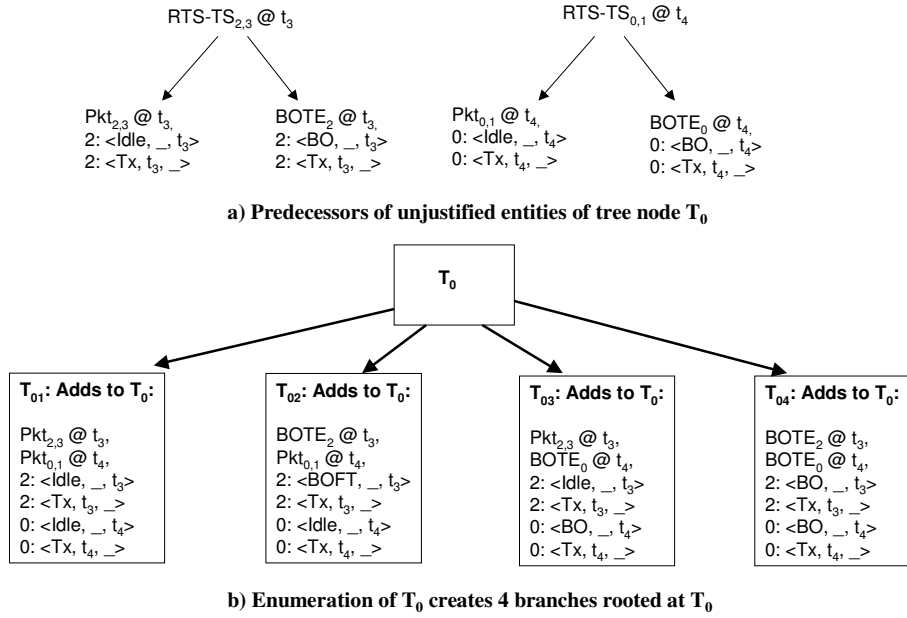 RTS-TS2,3 @ t3
RTS-TS0,1 @ t4
Pkt2,3 @ t3,
2: <Idle, _, t3>
2: <Tx, t3, _>
BOTE2 @ t3,
2: <BO, _, t3>
2: <Tx, t3, _>
Pkt0,1 @ t4,
0: <Idle, _, t4>
0: <Tx, t4, _>
BOTE0 @ t4,
0: <BO, _, t4>
0: <Tx, t4, _>
a) Predecessors of unjustified entities of tree node T0
T0
T01: Adds to T0:
Pkt2,3 @ t3,
Pkt0,1 @ t4,
2: <Idle, _, t3>
2: <Tx, t3, _>
0: <Idle, _, t4>
0: <Tx, t4, _>
T02: Adds to T0:
BOTE2 @ t3,
Pkt0,1 @ t4,
2: <BOFT, _, t3>
2: <Tx, t3, _>
0: <Idle, _, t4>
0: <Tx, t4, _>
T03: Adds to T0:
Pkt2,3 @ t3,
BOTE0 @ t4,
2: <Idle, _, t3>
2: <Tx, t3, _>
0: <BO, _, t4>
0: <Tx, t4, _>
T04: Adds to T0:
BOTE2 @ t3,
BOTE0 @ t4,
2: <BO, _, t3>
2: <Tx, t3, _>
0: <BO, _, t4>
0: <Tx, t4, _>
b) Enumeration of T0 creates 4 branches rooted at T0